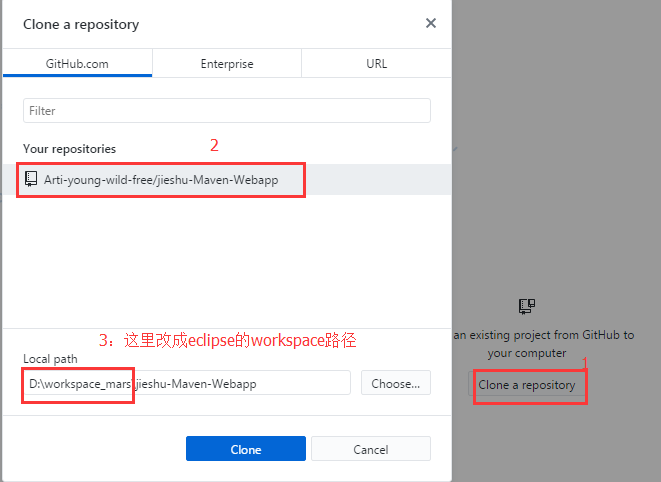 Clone a repository
GitHub.com
Enterprise
URL
Filter
Your repositories
2
Arti-young-wild-free/jieshu-Maven-Webapp
3：这里改成eclipse的workspace路径
Local path
D:\workspace_mars\jieshu-Maven-Webapp
Choose...
Clone
Cancel
an existing project from GitHub to
your computer
1
Clone a repository